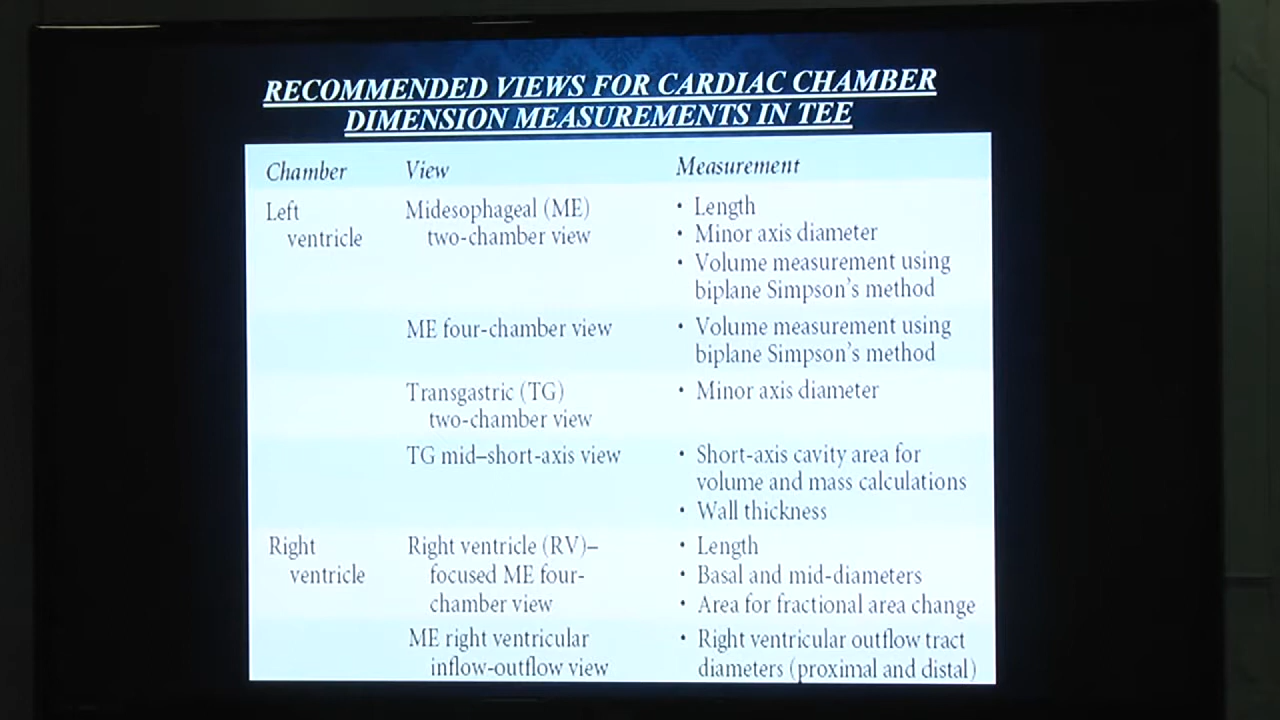 RECOMMENDED VIEWS FOR CARDIAC CHAMBER
DIMENSION MEASUREMENTS IN TEE
Chamber View Measurement
Left ventricle
Midesophageal (ME)
two-chamber view
• Length
• Minor axis diameter
• Volume measurement using
biplane Simpson's method
ME four-chamber view
• Volume measurement using
biplane Simpson's method
Transgastric (TG)
two-chamber view
• Minor axis diameter
TG mid–short-axis view
• Short-axis cavity area for
volume and mass calculations
• Wall thickness
Right
ventricle
Right ventricle (RV)–
focused ME four-
chamber view
• Length
• Basal and mid-diameters
• Area for fractional area change
ME right ventricular
inflow-outflow view
• Right ventricular outflow tract
diameters (proximal and distal)